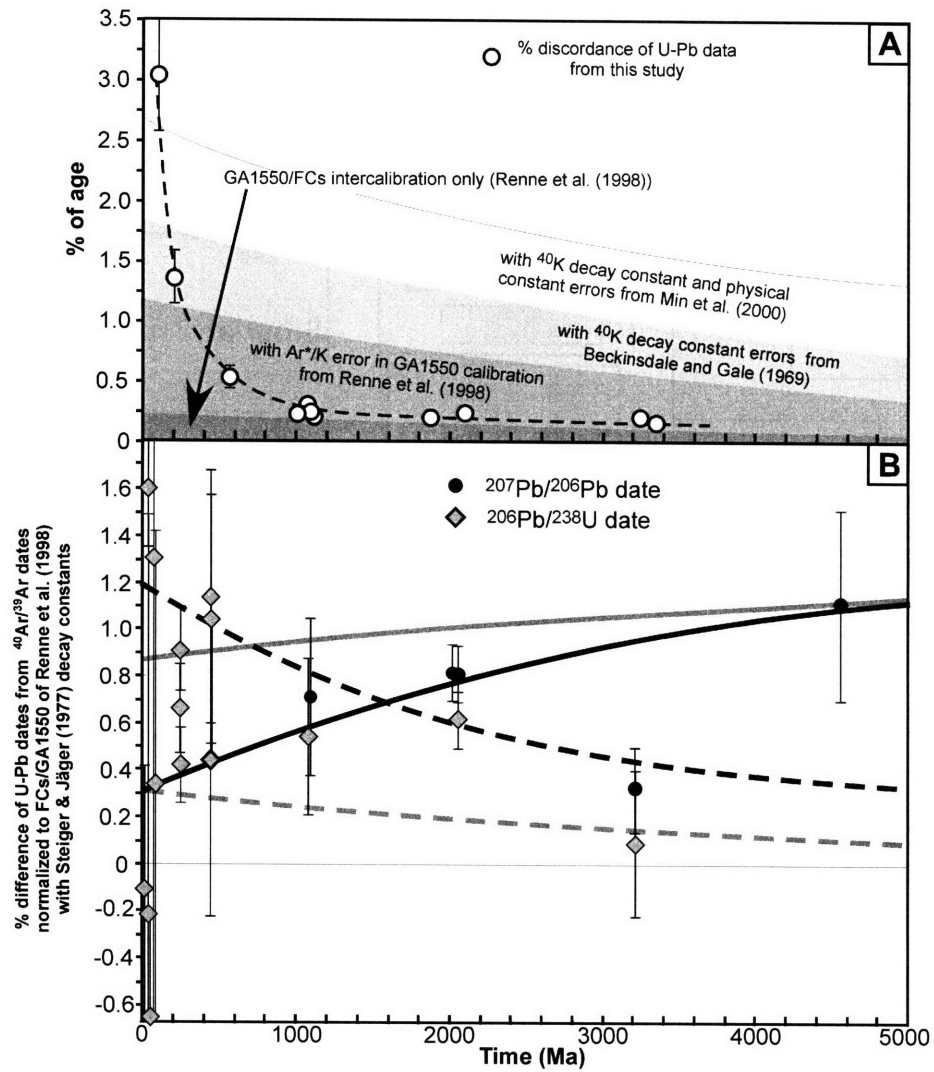 3.5
3.0
2.5
2.0
1.5
1.0
0.5
0
% of age
A
% discordance of U-Pb data
from this study
GA1550/FCs intercalibration only (Renne et al. (1998))
with ⁴⁰K decay constant and physical
constant errors from Min et al. (2000)
with ⁴⁰K decay constant errors from
Beckinsdale and Gale (1969)
with Ar*/K error in GA1550 calibration
from Renne et al. (1998)
B
²⁰⁷Pb/²⁰⁶Pb date
²⁰⁶Pb/²³⁸U date
1.6
1.4
1.2
1.0
0.8
0.6
0.4
0.2
0
-0.2
-0.4
-0.6
% difference of U-Pb dates from ⁴⁰Ar/³⁹Ar dates
normalized to FCs/GA1550 of Renne et al. (1998)
with Steiger & Jäger (1977) decay constants
0
1000
2000
3000
4000
5000
Time (Ma)